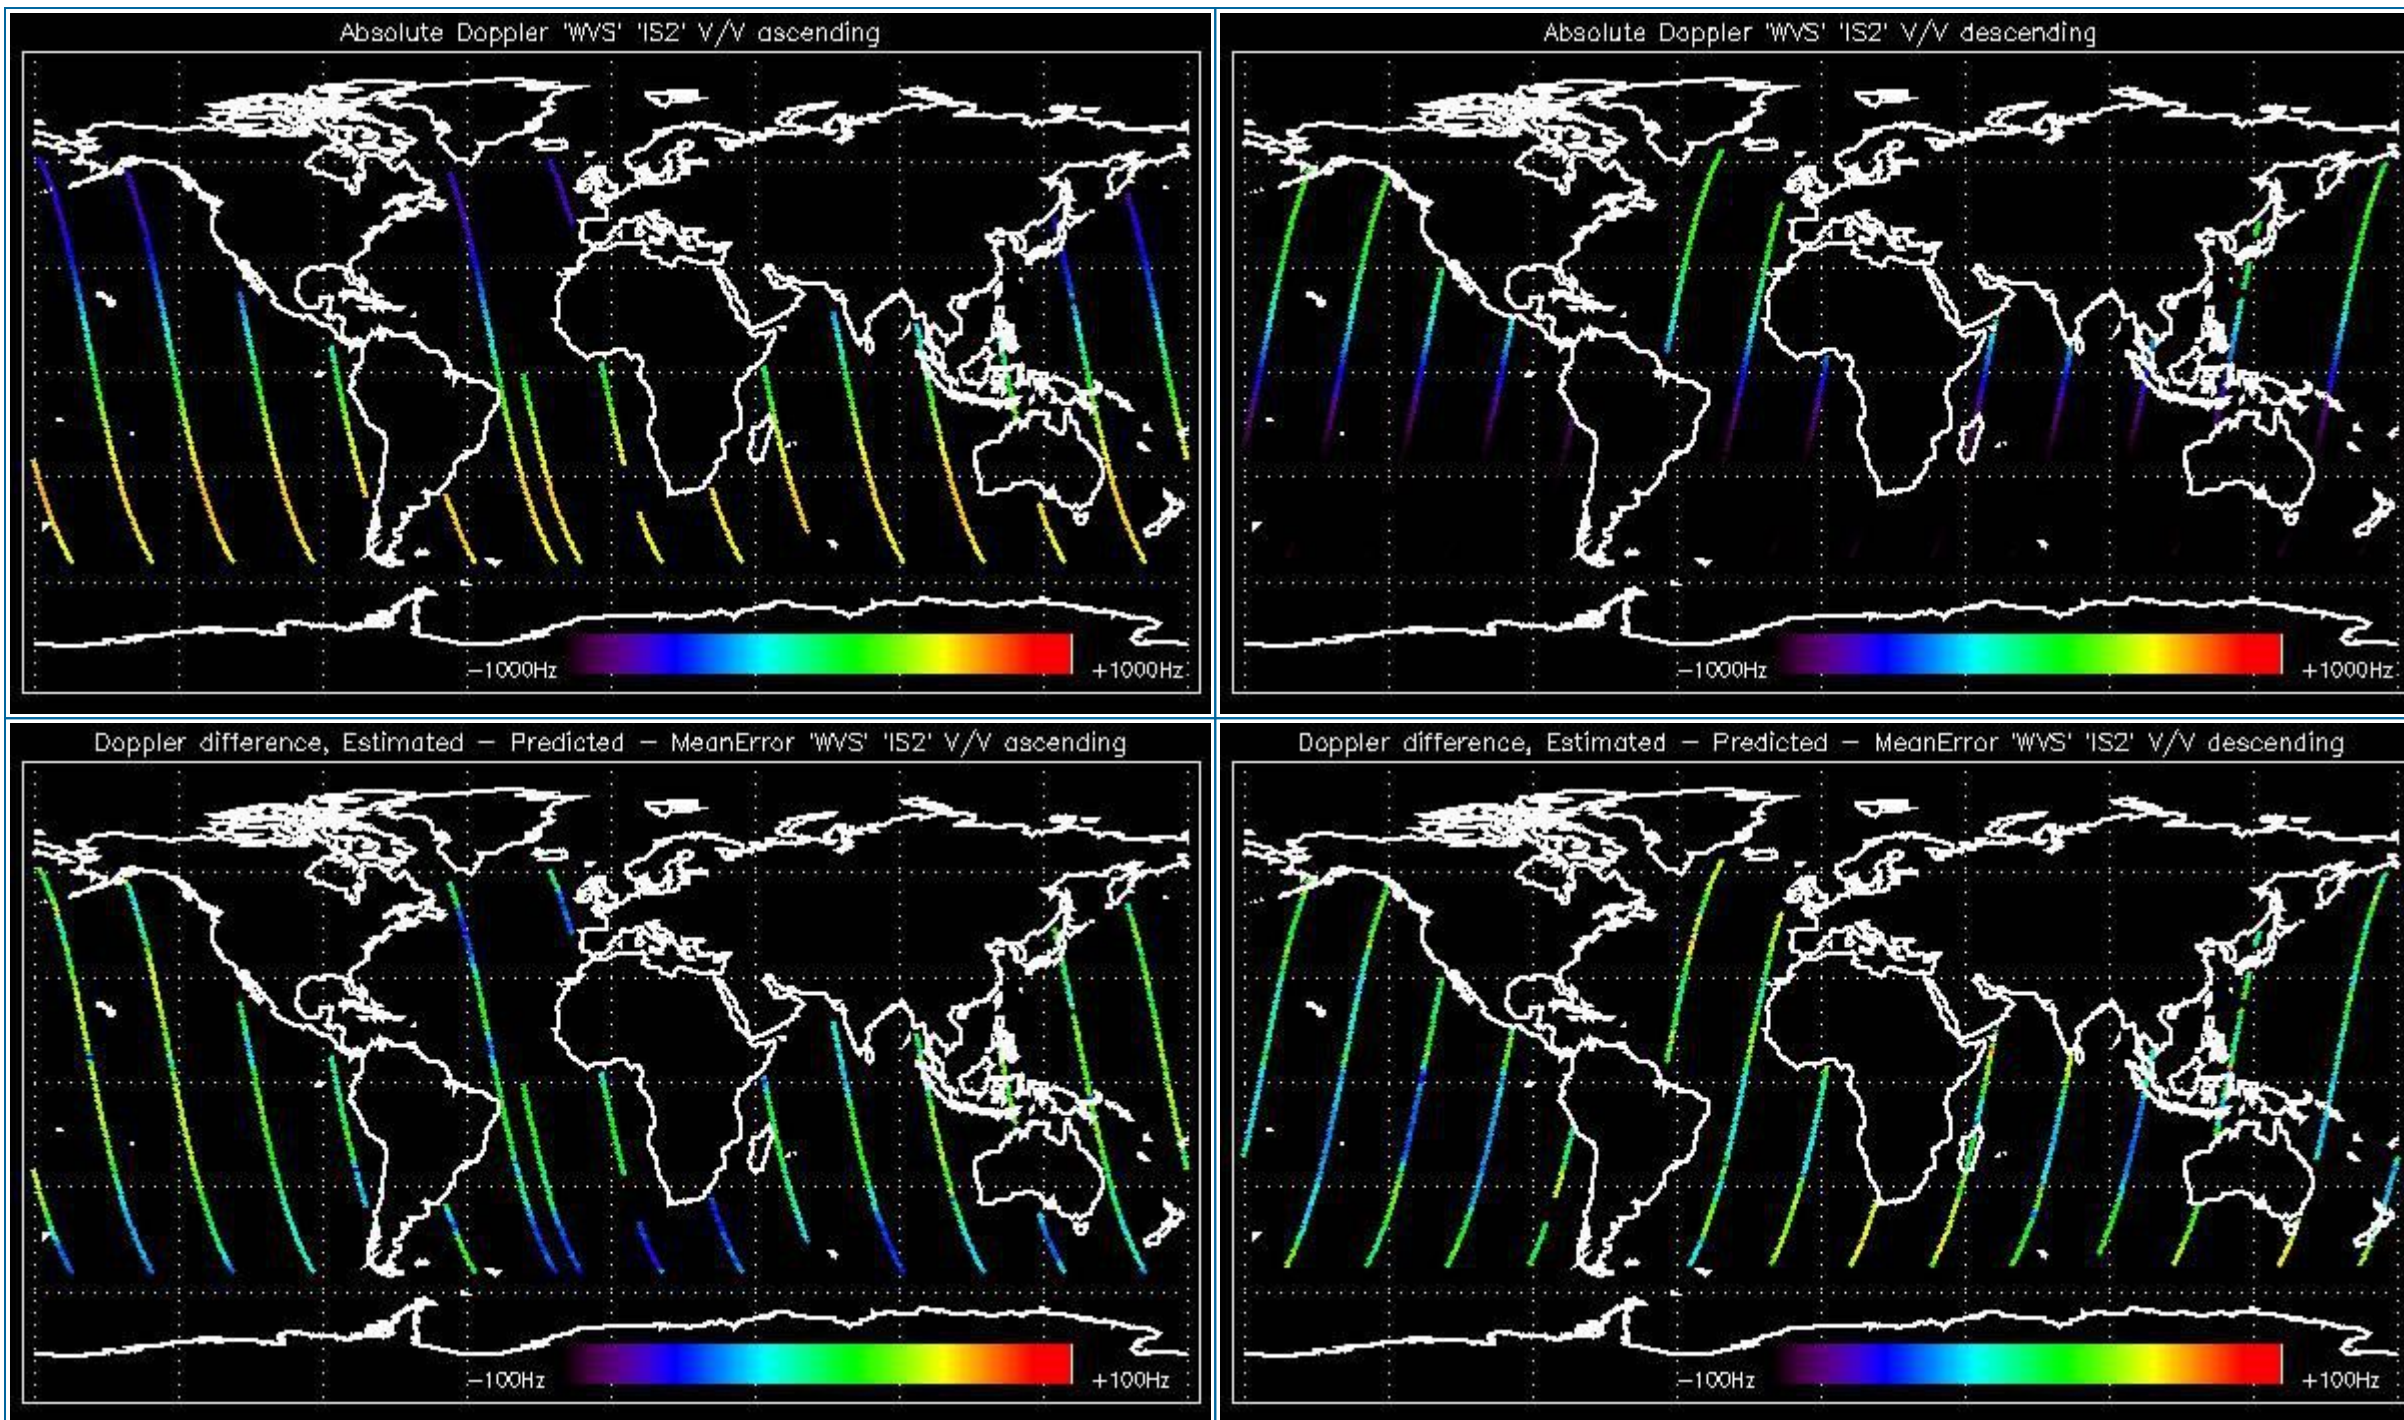 Absolute Doppler 'WVS' 'IS2' V/V ascending
-1000Hz +1000Hz
Absolute Doppler 'WVS' 'IS2' V/V descending
-1000Hz +1000Hz
Doppler difference, Estimated - Predicted - MeanError 'WVS' 'IS2' V/V ascending
-100Hz +100Hz
Doppler difference, Estimated - Predicted - MeanError 'WVS' 'IS2' V/V descending
-100Hz +100Hz